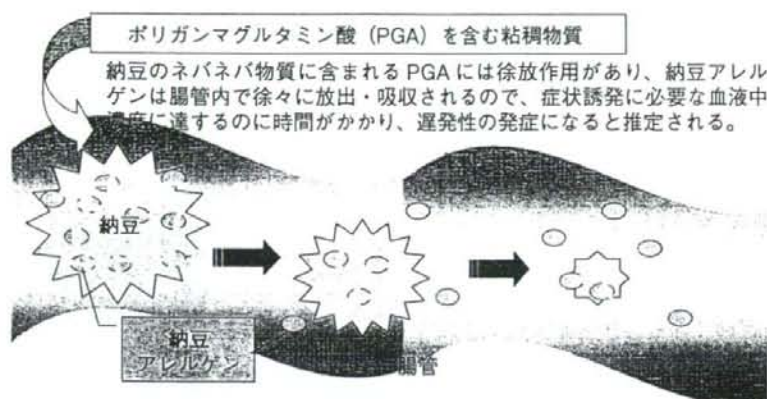 ポリガンマグルタミン酸（PGA）を含む粘稠物質
納豆のネバネバ物質に含まれる PGA には徐放作用があり、納豆アレル
ゲンは腸管内で徐々に放出・吸収されるので、症状誘発に必要な血液中
濃度に達するのに時間がかかり、遅発性の発症になると推定される。
納豆
納豆
アレルゲン
腸管